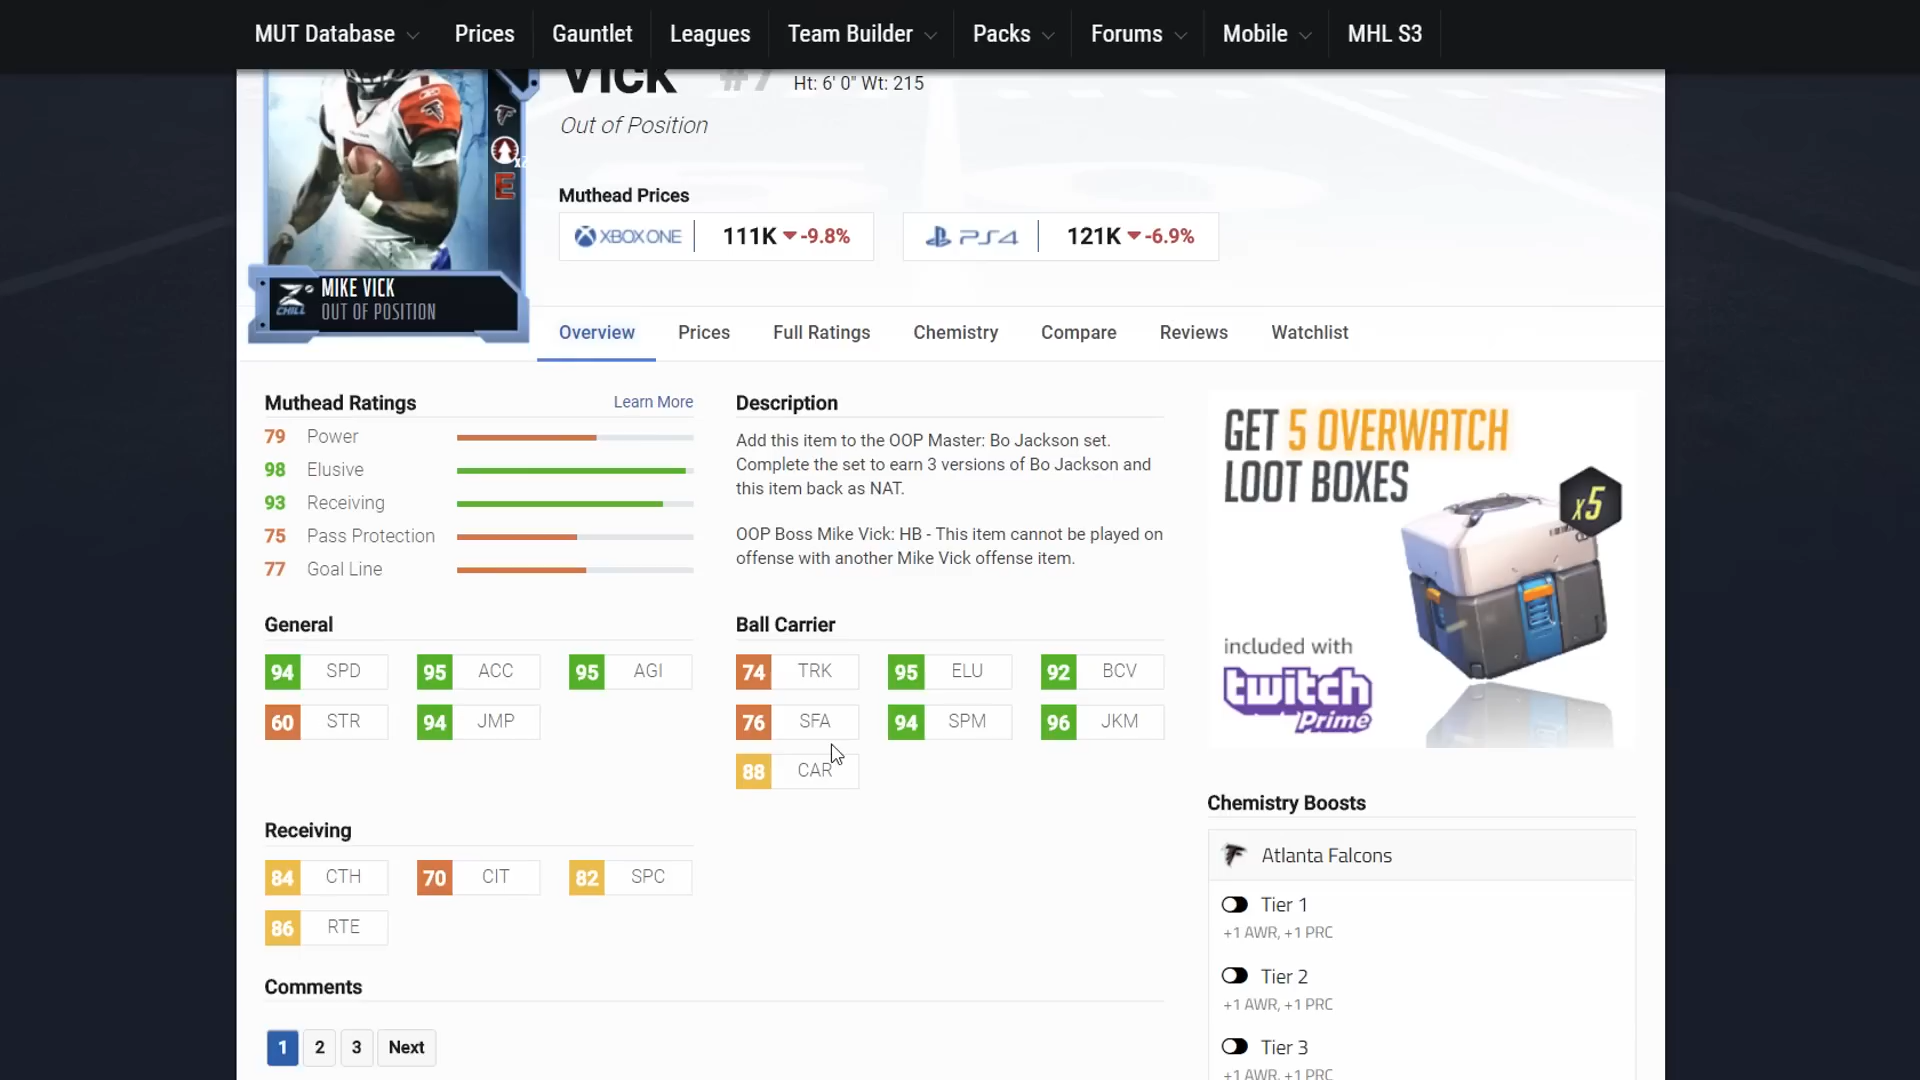 MUT Database Prices Gauntlet Leagues Team Builder Packs Forums Mobile MHL S3
VICK #7 Ht: 6' 0" Wt: 215
Out of Position
E
Muthead Prices
XBOX ONE 111K -9.8% PS4 121K -6.9%
MIKE VICK
CHILL OUT OF POSITION
Overview Prices Full Ratings Chemistry Compare Reviews Watchlist
Muthead Ratings Learn More
79 Power
98 Elusive
93 Receiving
75 Pass Protection
77 Goal Line
Description
Add this item to the OOP Master: Bo Jackson set.
Complete the set to earn 3 versions of Bo Jackson and
this item back as NAT.
OOP Boss Mike Vick: HB - This item cannot be played on
offense with another Mike Vick offense item.
GET 5 OVERWATCH
LOOT BOXES
x5
included with
twitch
Prime
General
94 SPD 95 ACC 95 AGI
60 STR 94 JMP
Ball Carrier
74 TRK 95 ELU 92 BCV
76 SFA 94 SPM 96 JKM
88 CAR
Receiving
84 CTH 70 CIT 82 SPC
86 RTE
Chemistry Boosts
Atlanta Falcons
Tier 1
+1 AWR, +1 PRC
Tier 2
+1 AWR, +1 PRC
Tier 3
+1 AWR, +1 PRC
Comments
1 2 3 Next